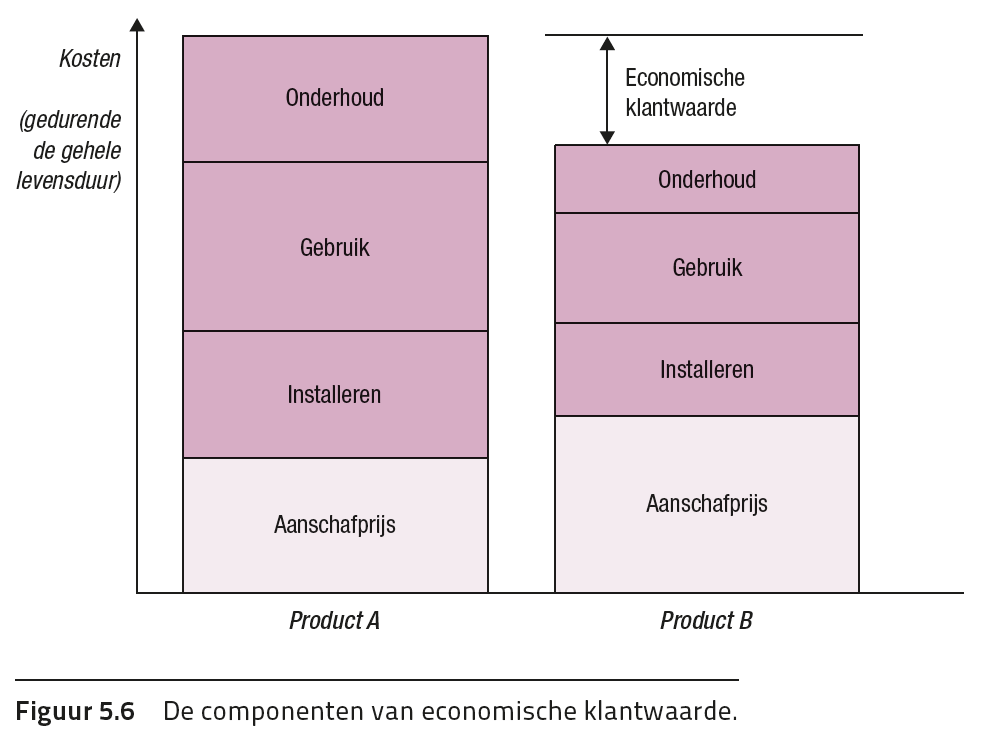 Kosten
(gedurende
de gehele
levensduur)
Onderhoud
Gebruik
Installeren
Aanschafprijs
Economische
klantwaarde
Onderhoud
Gebruik
Installeren
Aanschafprijs
Product A
Product B
Figuur 5.6 De componenten van economische klantwaarde.